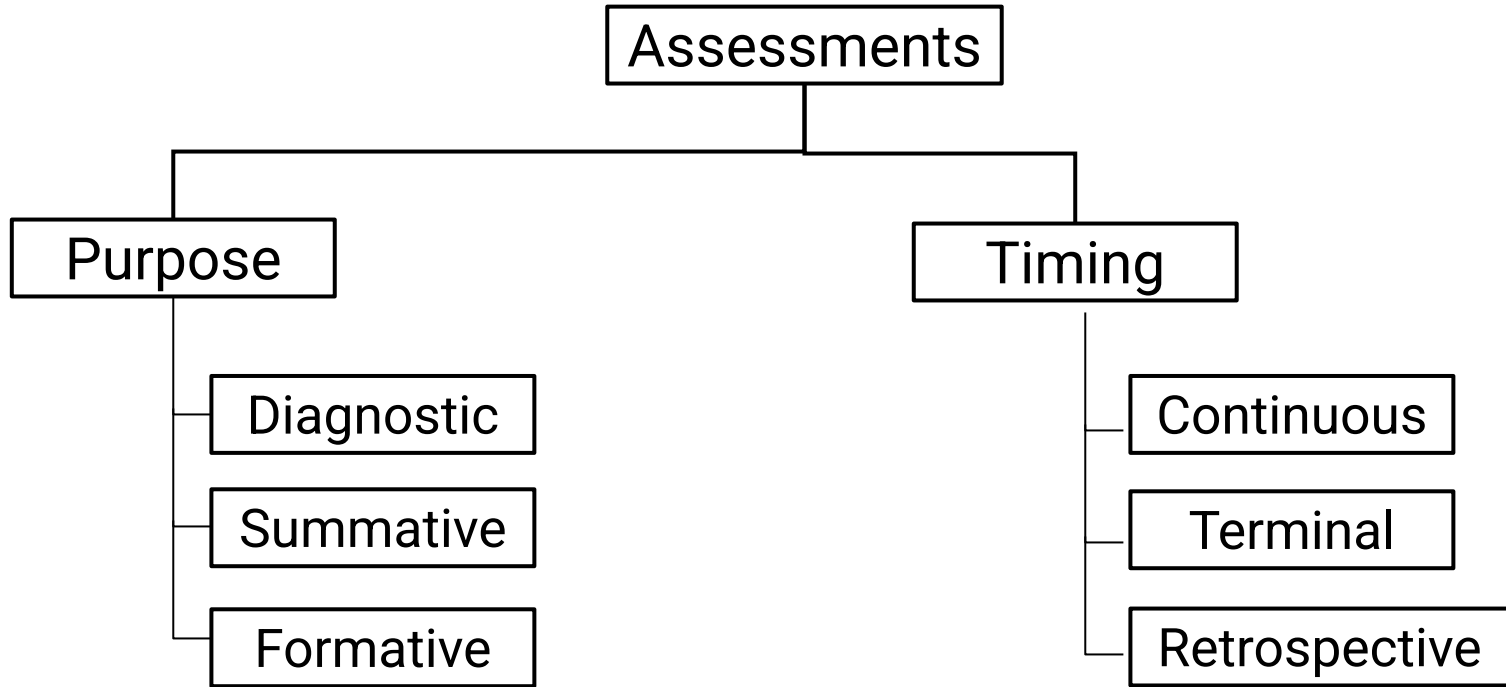 Assessments
Purpose
Timing
Diagnostic
Summative
Formative
Continuous
Terminal
Retrospective